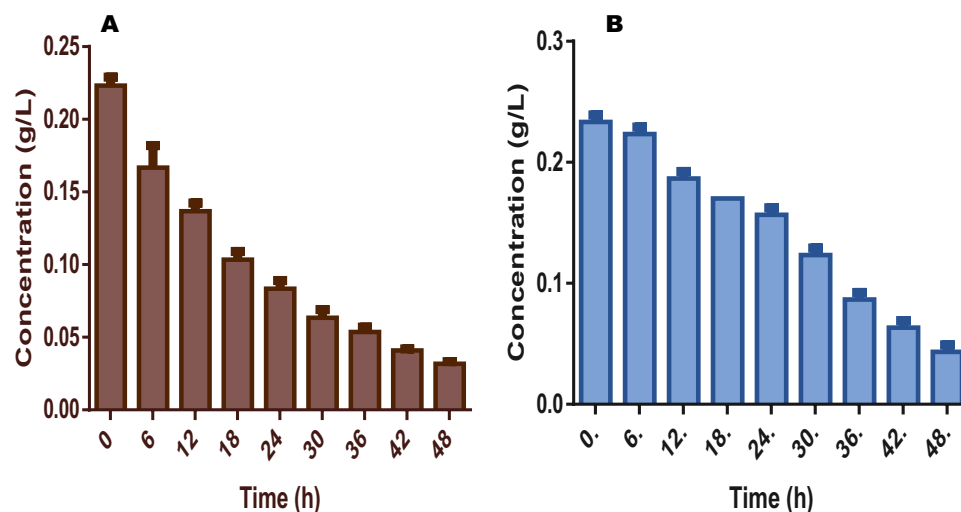 A
Concentration (g/L)
0.25
0.20
0.15
0.10
0.05
0.00
0 6 12 18 24 30 36 42 48
Time (h)
B
Concentration (g/L)
0.3
0.2
0.1
0.0
0. 6. 12. 18. 24. 30. 36. 42. 48.
Time (h)